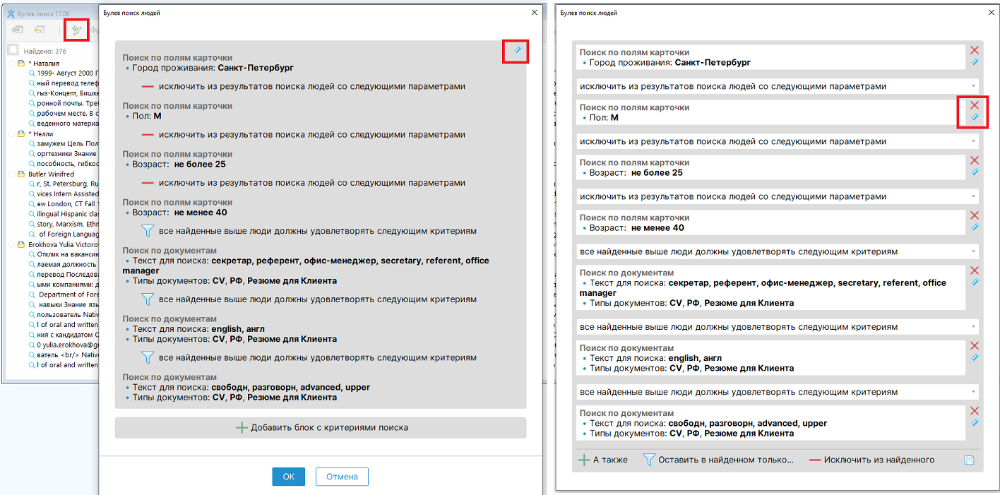 булев поиск 17.06
Найдено: 376
* Наталия
1999- Август 2000 Г
ный перевод телеф
гыз-Концепт, Бишке
ронной почты. Треб
рабочем месте. В с
веденного материа
* Нелли
замужем Цель Пол
оргтехники Знание
пособность, гибкос
Butler Winifred
r, St. Petersburg, Ru
vices Intern Assisted
ew London, CT Fall 1
ilingual Hispanic clas
story, Marxism, Ethn
of Foreign Languag
Erokhova Yulia Victorov
Отклик на вакансию
лаемая должность
перевод Последова
ыми компаниями: д
Department of Fore
навыки Знание язы
пользователь Nativ
l of oral and written
ния с кандидатом С
0 yulia.erokhova@g
ватель <br/> Native
l of oral and written
Булев поиск людей
Поиск по полям карточки
• Город проживания: Санкт-Петербург
исключить из результатов поиска людей со следующими параметрами
Поиск по полям карточки
• Пол: М
исключить из результатов поиска людей со следующими параметрами
Поиск по полям карточки
• Возраст: не более 25
исключить из результатов поиска людей со следующими параметрами
Поиск по полям карточки
• Возраст: не менее 40
все найденные выше люди должны удовлетворять следующим критериям
Поиск по документам
• Текст для поиска: секретар, референт, офис-менеджер, secretary, referent, office
manager
• Типы документов: CV, РФ, Резюме для Клиента
все найденные выше люди должны удовлетворять следующим критериям
Поиск по документам
• Текст для поиска: english, англ
• Типы документов: CV, РФ, Резюме для Клиента
все найденные выше люди должны удовлетворять следующим критериям
Поиск по документам
• Текст для поиска: свободн, разговорн, advanced, upper
• Типы документов: CV, РФ, Резюме для Клиента
Добавить блок с критериями поиска
ОК
Отмена
Булев поиск людей
Поиск по полям карточки
• Город проживания: Санкт-Петербург
исключить из результатов поиска людей со следующими параметрами
Поиск по полям карточки
• Пол: М
исключить из результатов поиска людей со следующими параметрами
Поиск по полям карточки
• Возраст: не более 25
исключить из результатов поиска людей со следующими параметрами
Поиск по полям карточки
• Возраст: не менее 40
все найденные выше люди должны удовлетворять следующим критериям
Поиск по документам
• Текст для поиска: секретар, референт, офис-менеджер, secretary, referent, office
manager
• Типы документов: CV, РФ, Резюме для Клиента
все найденные выше люди должны удовлетворять следующим критериям
Поиск по документам
• Текст для поиска: english, англ
• Типы документов: CV, РФ, Резюме для Клиента
все найденные выше люди должны удовлетворять следующим критериям
Поиск по документам
• Текст для поиска: свободн, разговорн, advanced, upper
• Типы документов: CV, РФ, Резюме для Клиента
А также
Оставить в найденном только...
Исключить из найденного